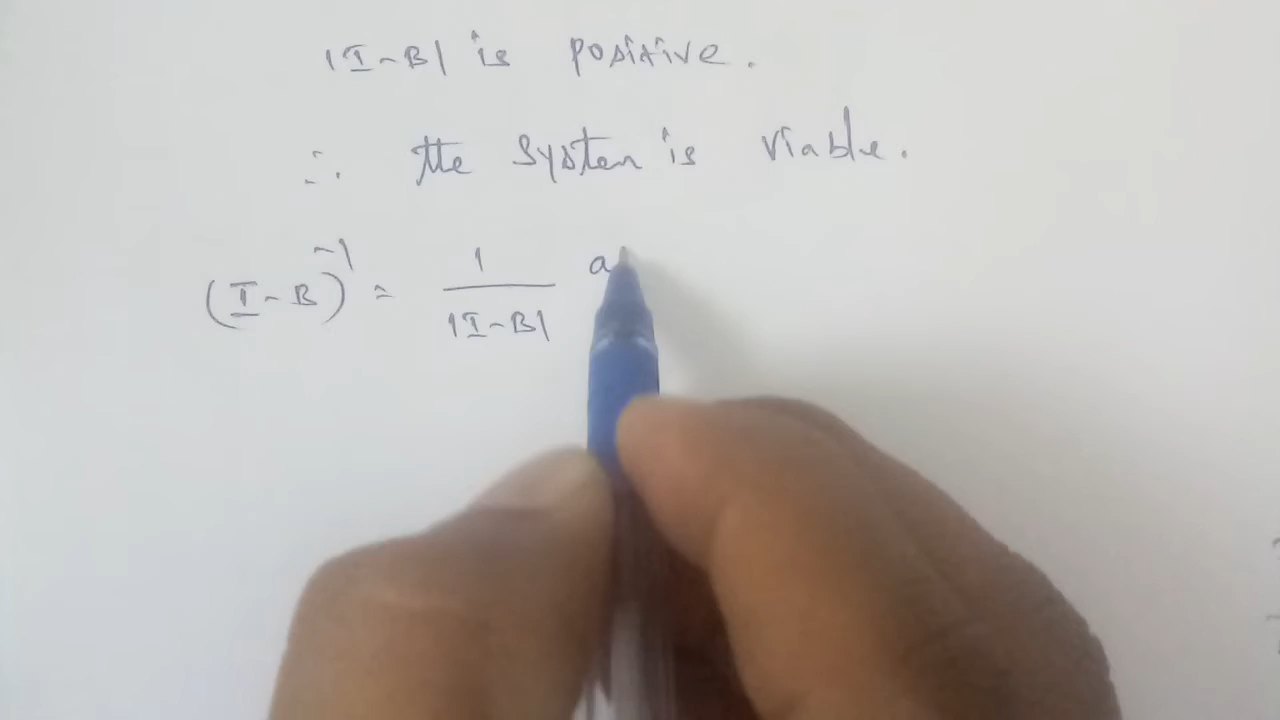 |I-B| is positive.
∴ the system is viable.
(I-B)⁻¹ = 1/|I-B| a